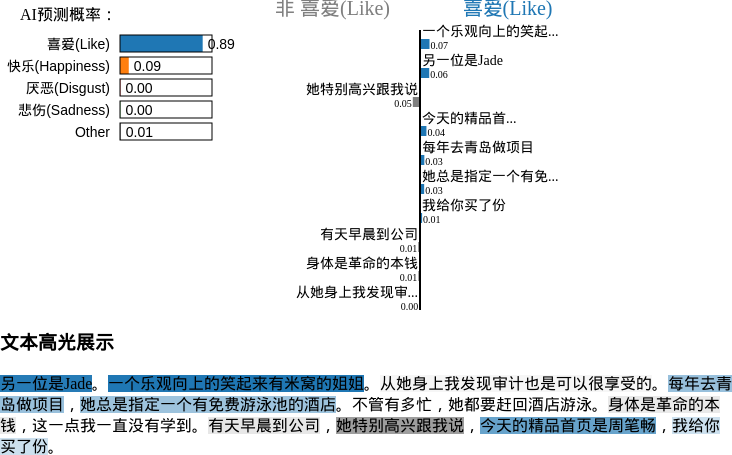 AI预测概率：
喜爱(Like) 0.89
快乐(Happiness) 0.09
厌恶(Disgust) 0.00
悲伤(Sadness) 0.00
Other 0.01
非 喜爱(Like) 喜爱(Like)
一个乐观向上的笑起...
0.07
另一位是Jade
0.06
她特别高兴跟我说
0.05
今天的精品首...
0.04
每年去青岛做项目
0.03
她总是指定一个有免...
0.03
我给你买了份
0.01
有天早晨到公司
0.01
身体是革命的本钱
0.01
从她身上我发现审...
0.00
文本高光展示
另一位是Jade。一个乐观向上的笑起来有米窝的姐姐。从她身上我发现审计也是可以很享受的。每年去青
岛做项目，她总是指定一个有免费游泳池的酒店。不管有多忙，她都要赶回酒店游泳。身体是革命的本
钱，这一点我一直没有学到。有天早晨到公司，她特别高兴跟我说，今天的精品首页是周笔畅，我给你
买了份。